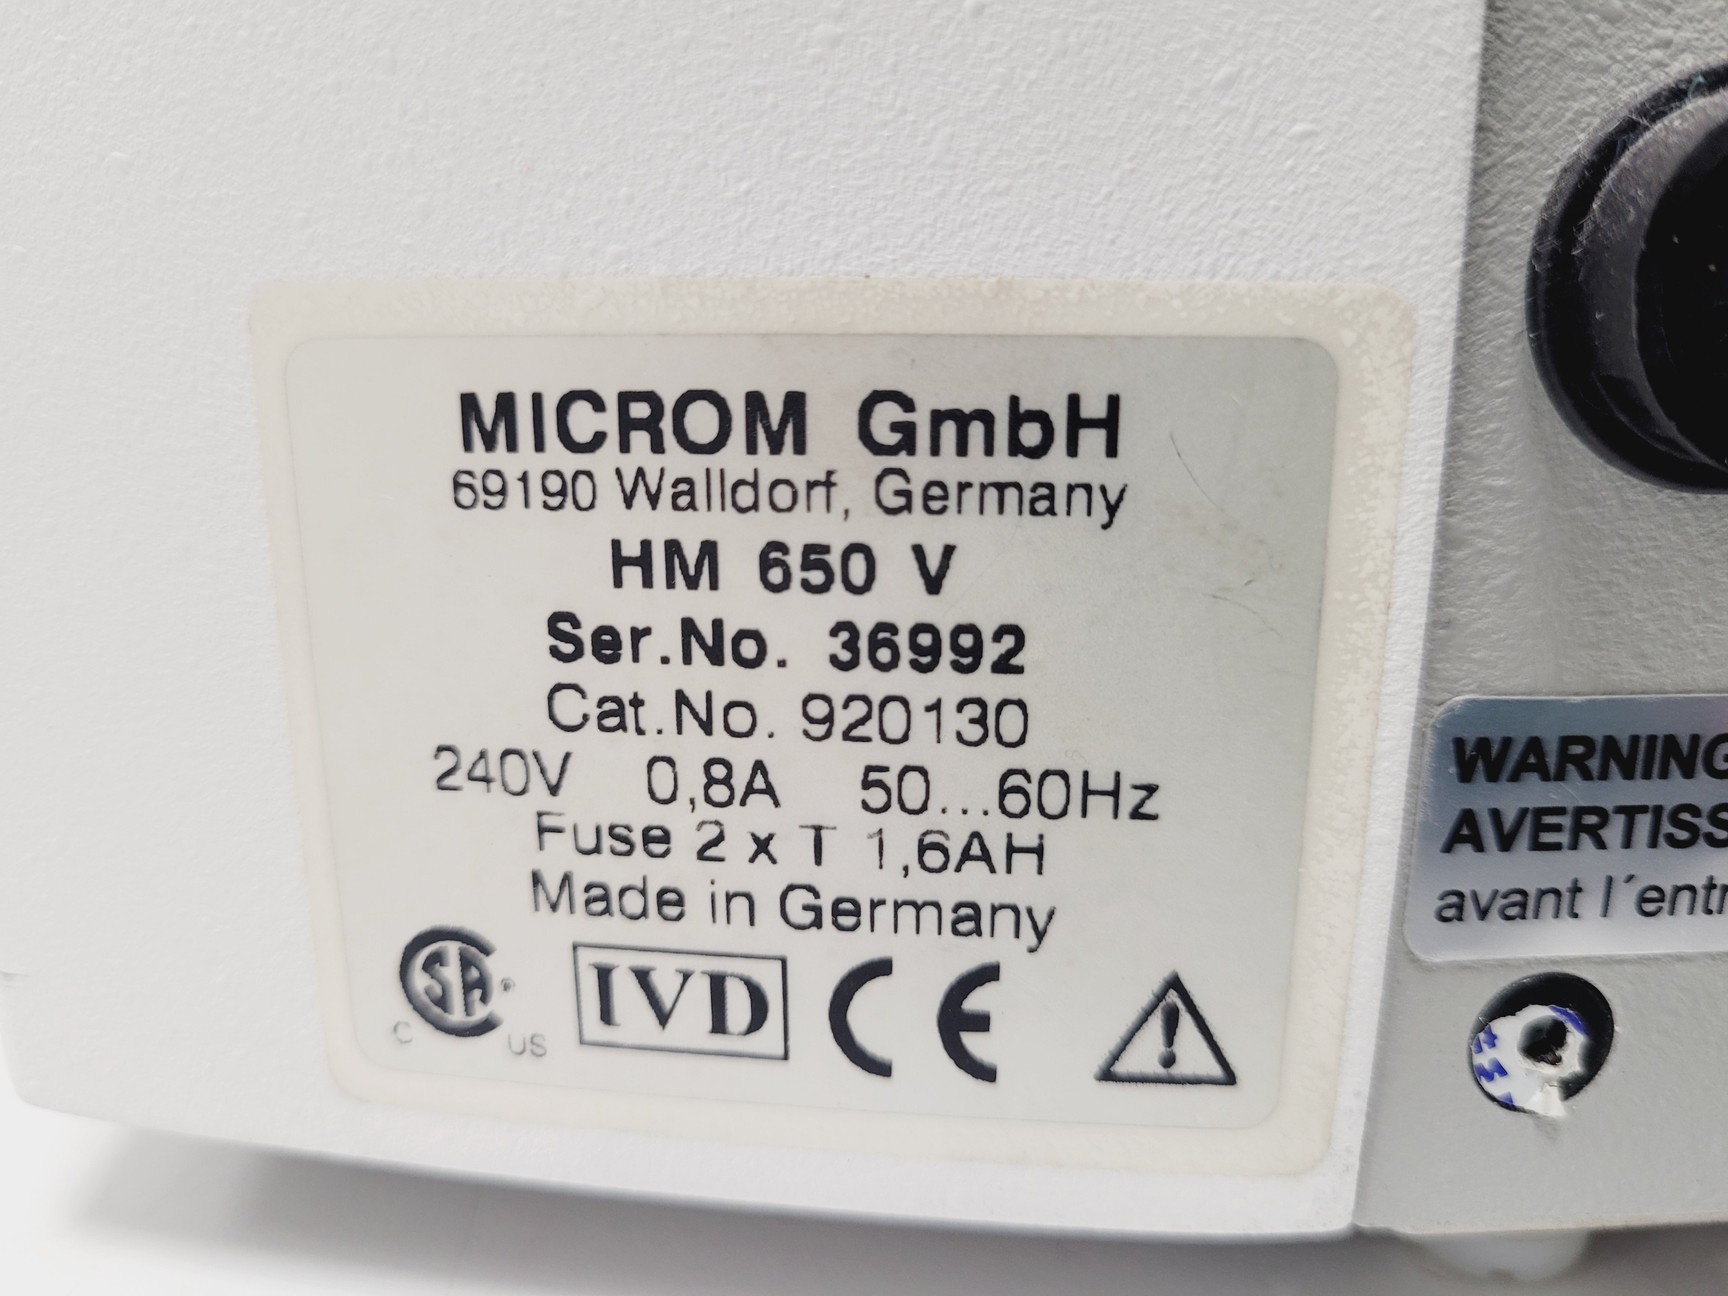 MICROM GmbH
69190 Walldorf, Germany
HM 650 V
Ser.No. 36992
Cat.No. 920130
240V 0,8A 50...60Hz
Fuse 2 x T 1,6AH
Made in Germany
C US
IVD
CE
WARNING
AVERTISS
avant l´entr